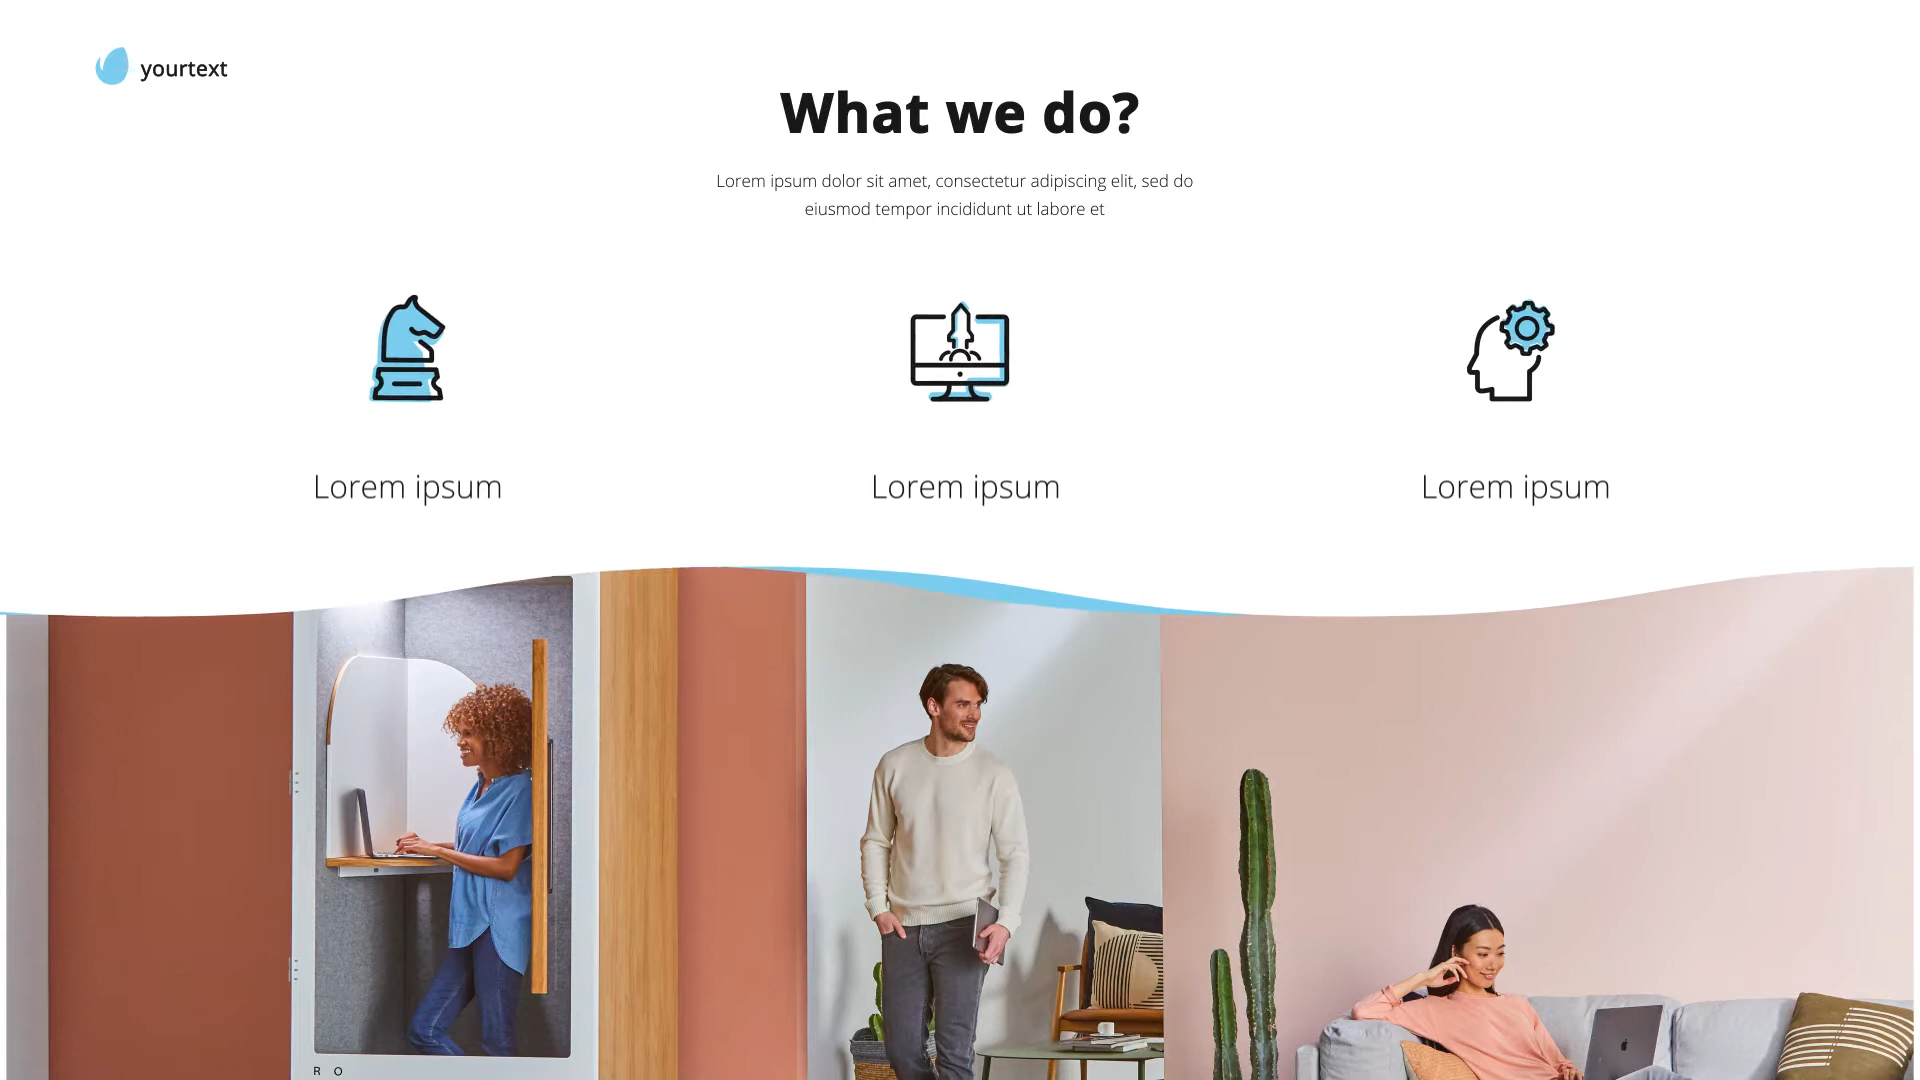 yourtext
What we do?
Lorem ipsum dolor sit amet, consectetur adipiscing elit, sed do
eiusmod tempor incididunt ut labore et
Lorem ipsum
Lorem ipsum
Lorem ipsum
R O